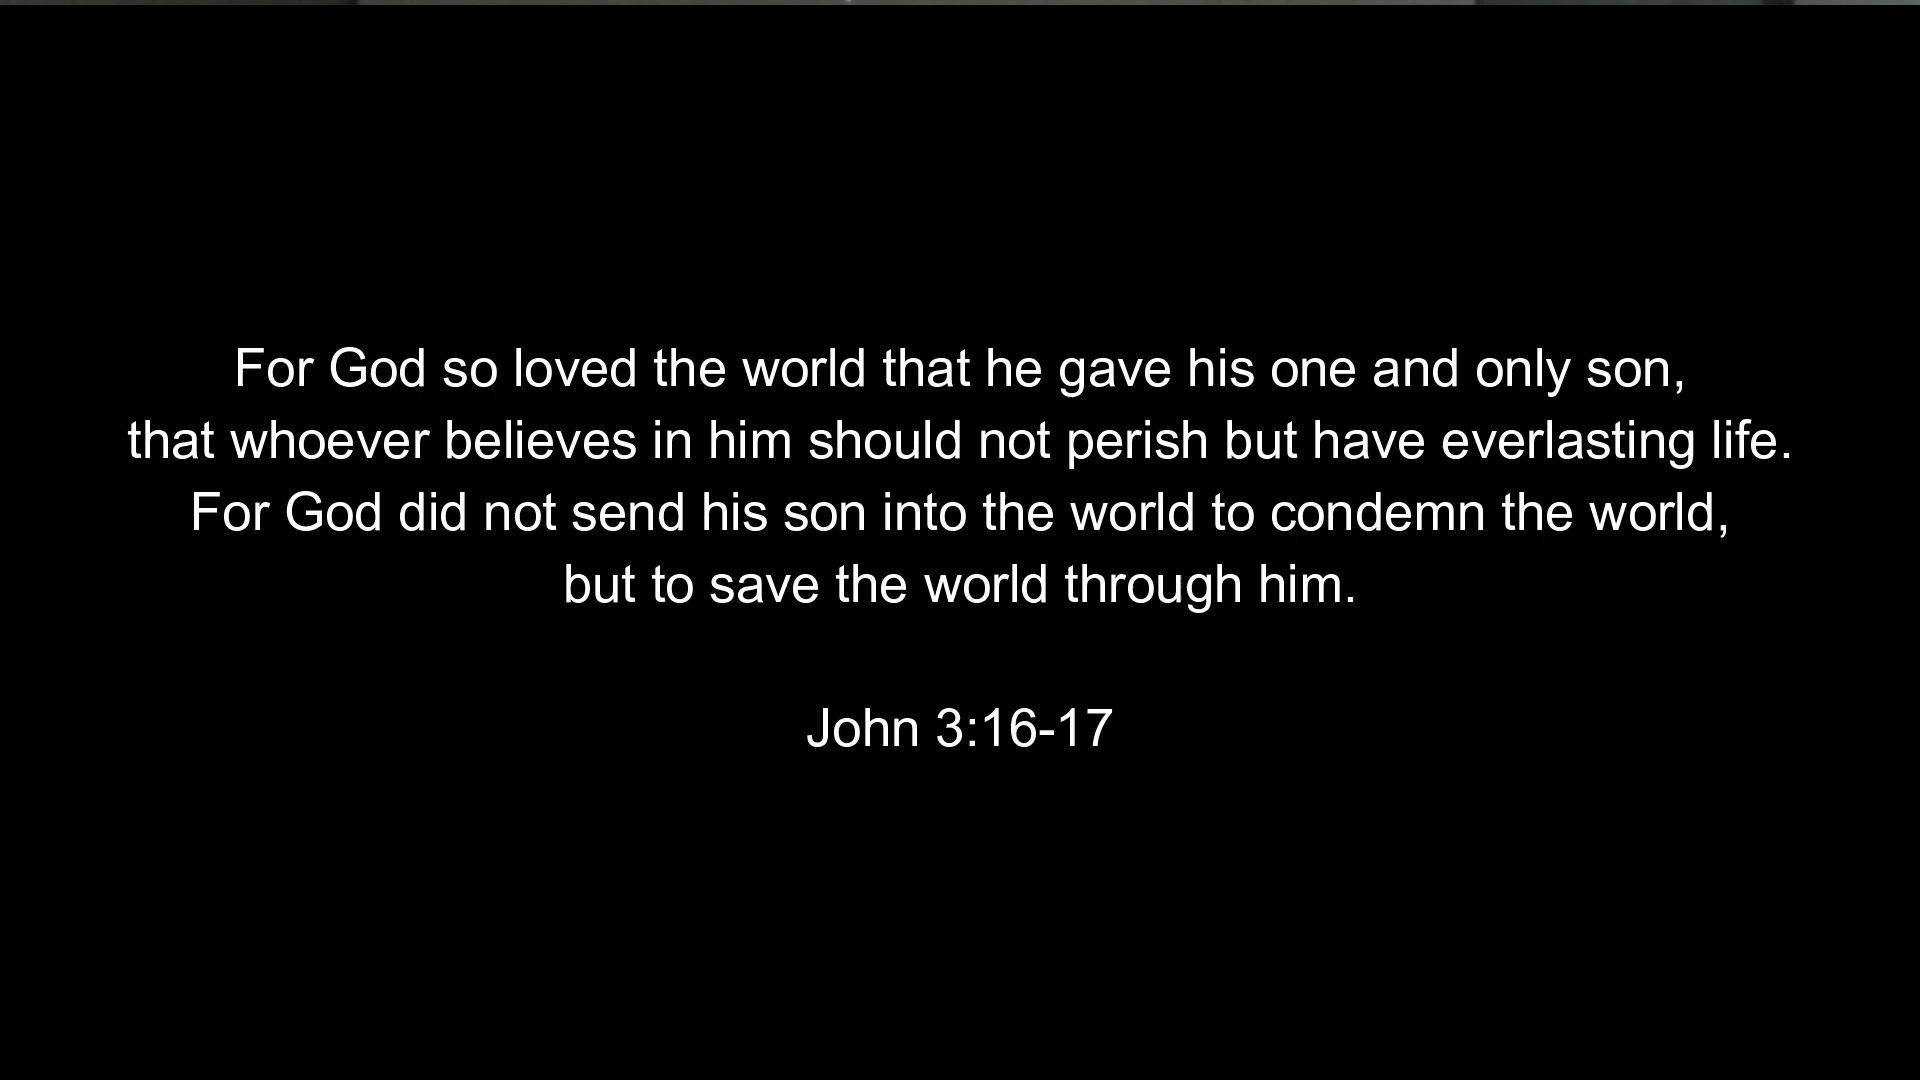 For God so loved the world that he gave his one and only son,
that whoever believes in him should not perish but have everlasting life.
For God did not send his son into the world to condemn the world,
but to save the world through him.
John 3:16-17